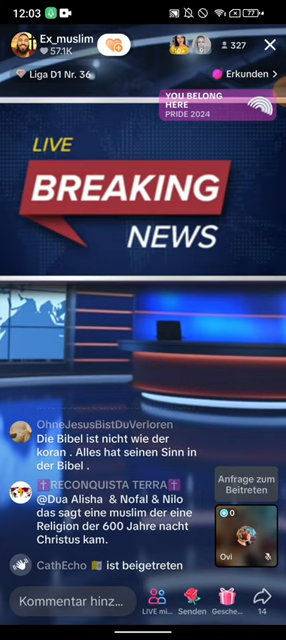 12:03
77
Ex_muslim
57.1K
327
Liga D1 Nr. 36
Erkunden
YOU BELONG
HERE
PRIDE 2024
LIVE
BREAKING
NEWS
OhneJesusBistDuVerloren
Die Bibel ist nicht wie der
koran . Alles hat seinen Sinn in
der Bibel .
✝️RECONQUISTA TERRA✝️
@Dua Alisha & Nofal & Nilo
das sagt eine muslim der eine
Religion der 600 Jahre nacht
Christus kam.
Anfrage zum
Beitreten
0
Ovi
CathEcho ist beigetreten
Kommentar hinz...
LIVE mi...
Senden
Gesche...
14